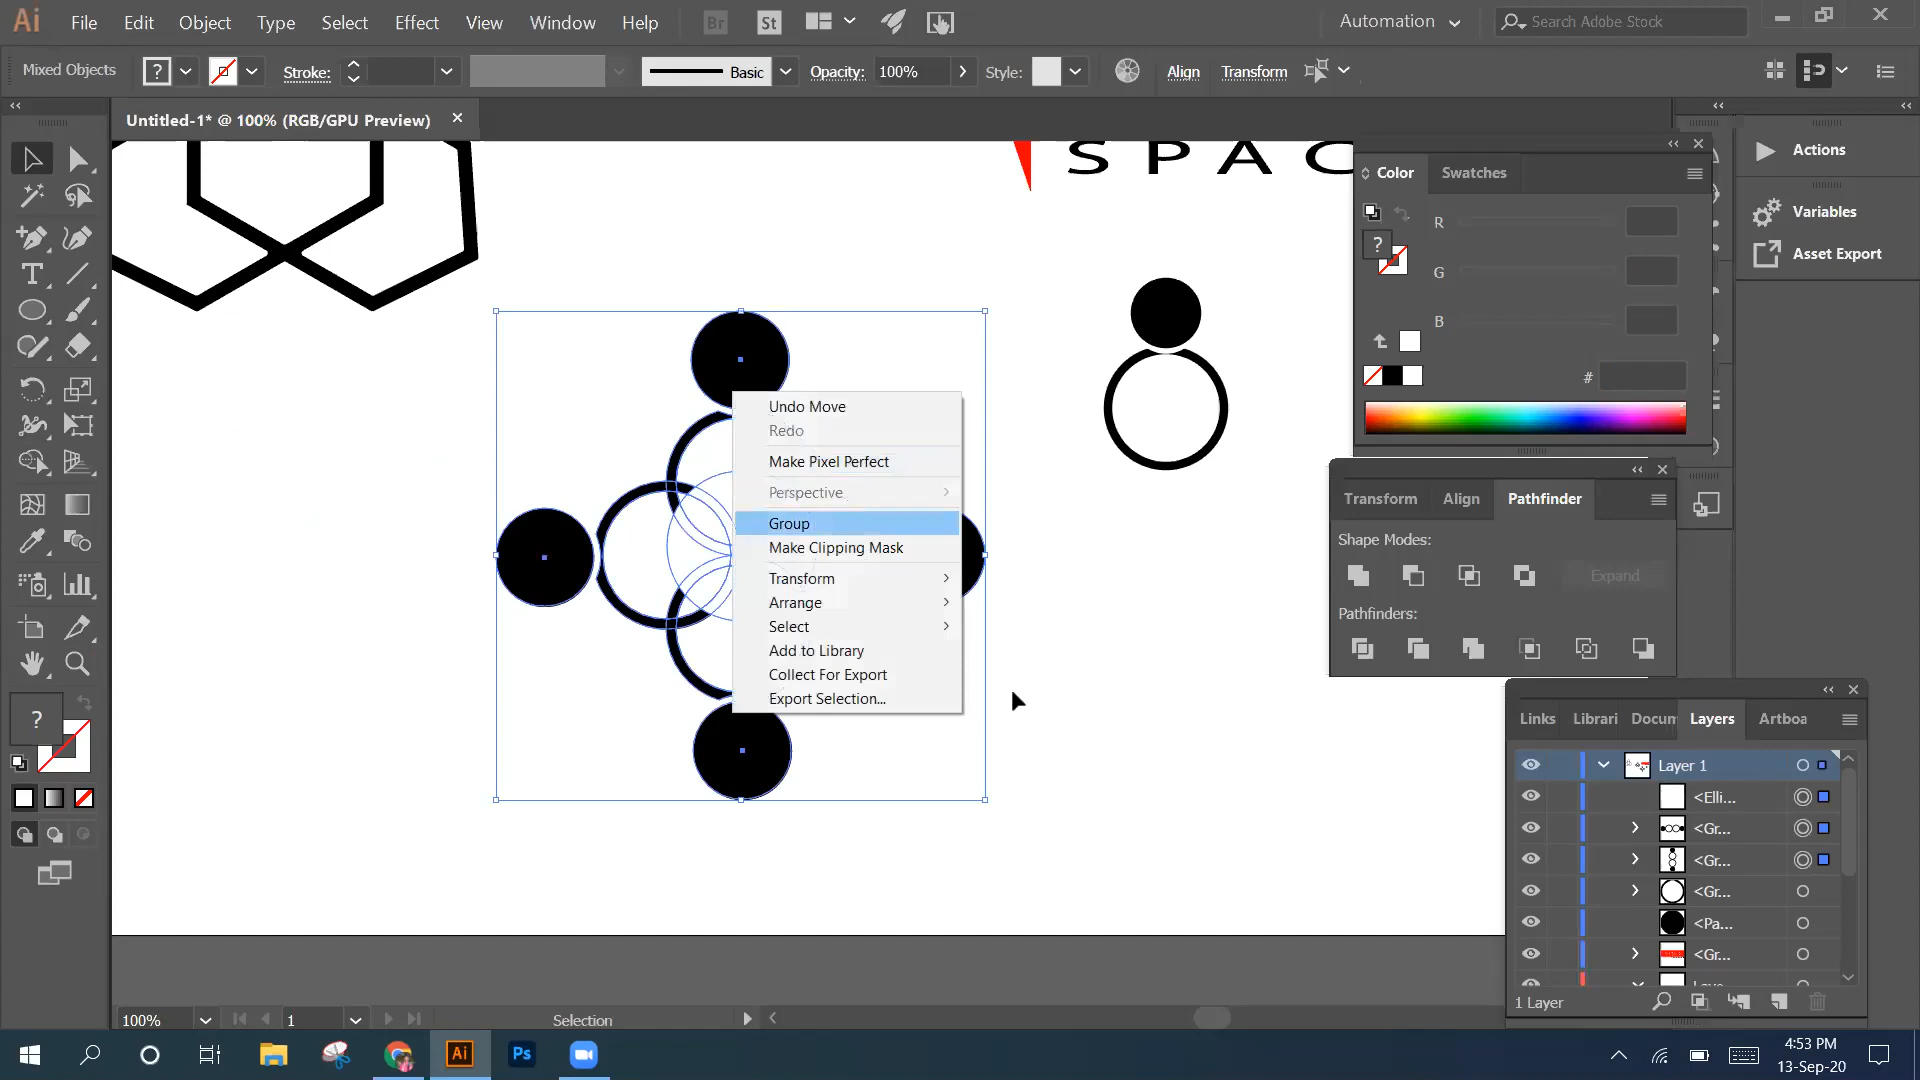 Ai File Edit Object Type Select Effect View Window Help Br St Automation Search Adobe Stock
Mixed Objects ? Stroke: Basic Opacity: 100% Style: Align Transform
Untitled-1* @ 100% (RGB/GPU Preview)
SPAC
Color Swatches
R
G
B
?
#
Actions
Variables
Asset Export
Undo Move
Redo
Make Pixel Perfect
Perspective
Group
Make Clipping Mask
Transform
Arrange
Select
Add to Library
Collect For Export
Export Selection...
Transform Align Pathfinder
Shape Modes:
Expand
Pathfinders:
?
Links Librari Docum Layers Artboa
Layer 1
<Elli...
<Gr...
<Gr...
<Gr...
<Pa...
<Gr...
1 Layer
100% 1 Selection
Ai Ps
4:53 PM
13-Sep-20